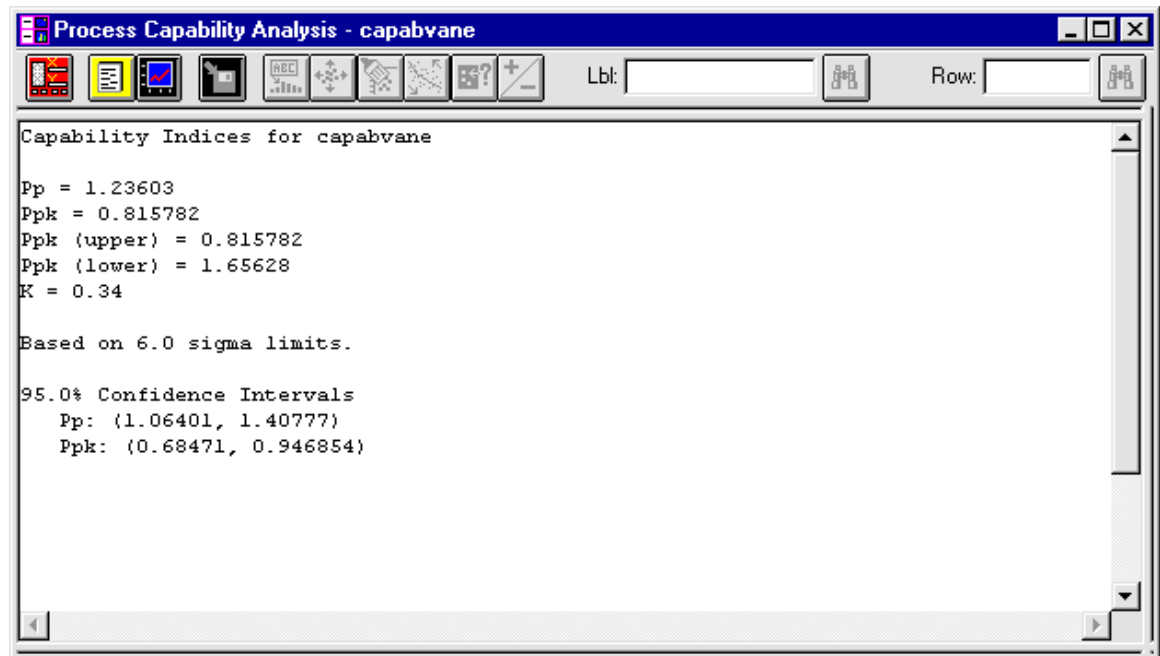 Process Capability Analysis - capabvane
ABC
Lbl:
Row:
Capability Indices for capabvane
Pp = 1.23603
Ppk = 0.815782
Ppk (upper) = 0.815782
Ppk (lower) = 1.65628
K = 0.34
Based on 6.0 sigma limits.
95.0% Confidence Intervals
Pp: (1.06401, 1.40777)
Ppk: (0.68471, 0.946854)